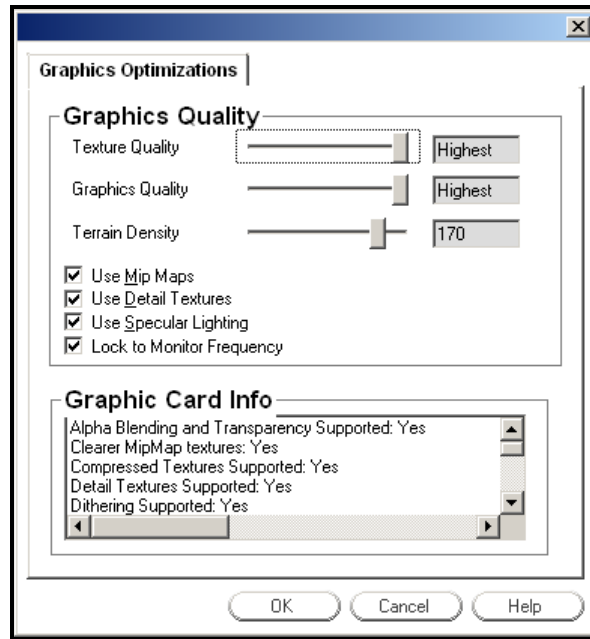 Graphics Optimizations
Graphics Quality
Texture Quality Highest
Graphics Quality Highest
Terrain Density 170
Use Mip Maps
Use Detail Textures
Use Specular Lighting
Lock to Monitor Frequency
Graphic Card Info
Alpha Blending and Transparency Supported: Yes
Clearer MipMap textures: Yes
Compressed Textures Supported: Yes
Detail Textures Supported: Yes
Dithering Supported: Yes
OK Cancel Help